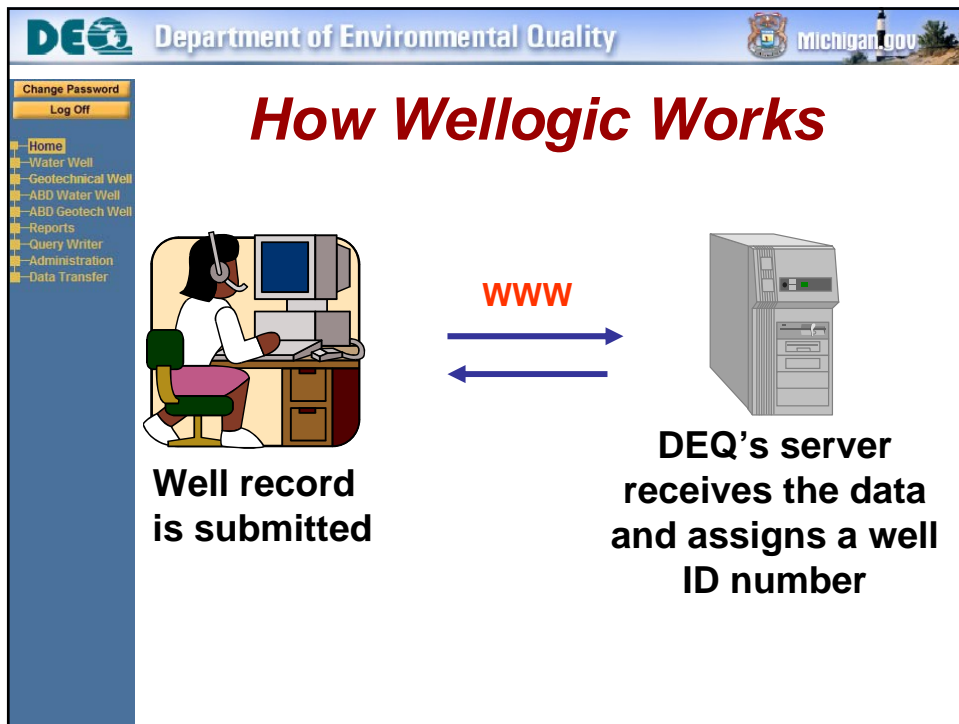 DEQ Department of Environmental Quality Michigan.gov
Change Password
Log Off
Home
Water Well
Geotechnical Well
ABD Water Well
ABD Geotech Well
Reports
Query Writer
Administration
Data Transfer
How Wellogic Works
WWW
Well record
is submitted
DEQ's server
receives the data
and assigns a well
ID number